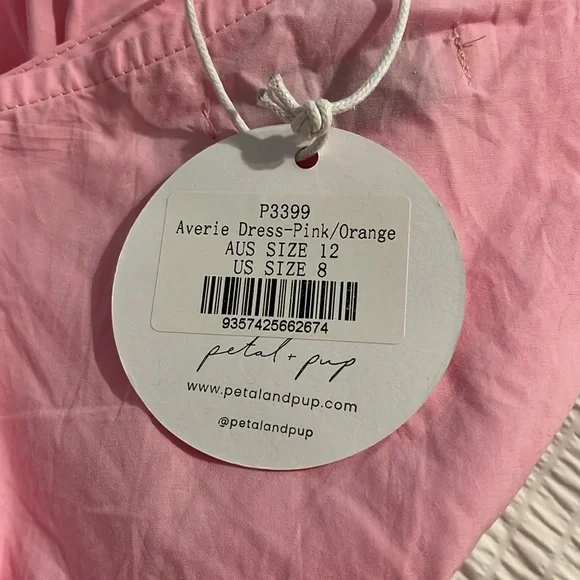 P3399
Averie Dress-Pink/Orange
AUS SIZE 12
US SIZE 8
9357425662674
petal + pup
www.petalandpup.com
@petalandpup